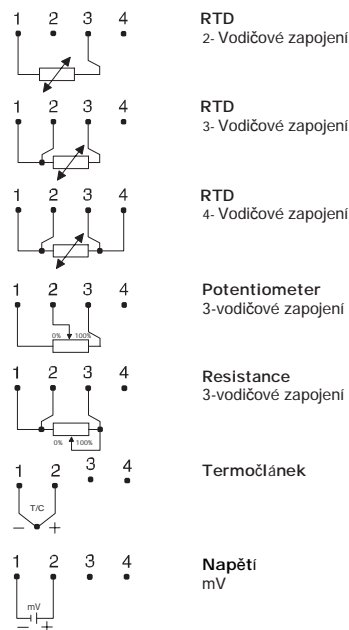 1 2 3 4
RTD
2- Vodičové zapojení
1 2 3 4
RTD
3- Vodičové zapojení
1 2 3 4
RTD
4- Vodičové zapojení
1 2 3 4
0% 100%
Potentiometer
3-vodičové zapojení
1 2 3 4
0% 100%
Resistance
3-vodičové zapojení
1 2 3 4
T/C
− +
Termočlánek
1 2 3 4
mV
− +
Napětí
mV